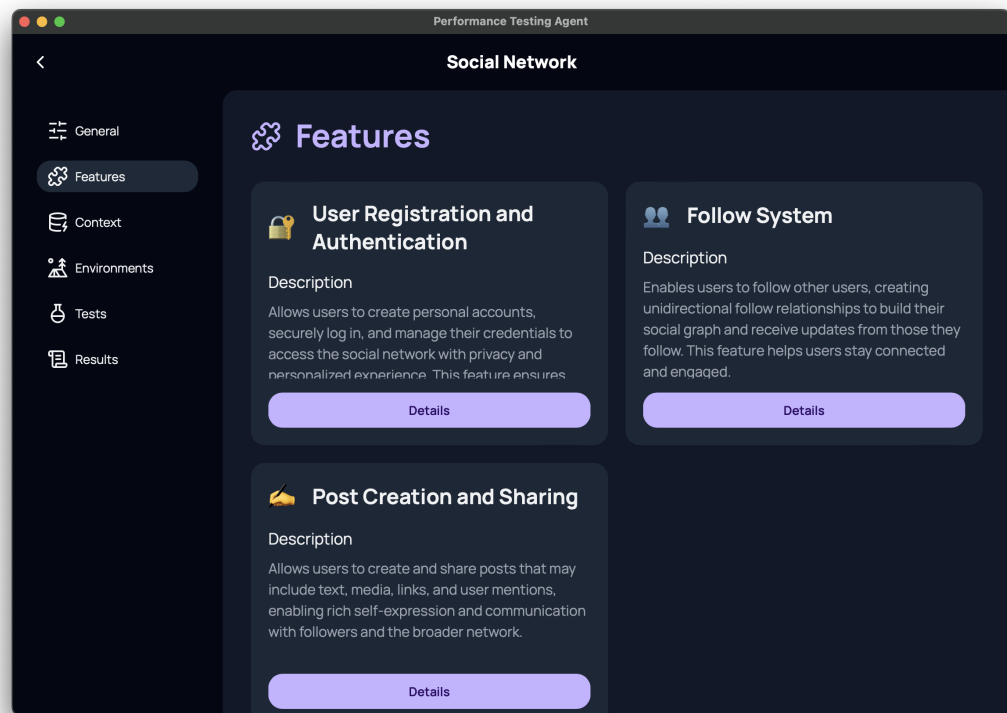 Performance Testing Agent
Social Network
General
Features
Context
Environments
Tests
Results
Features
User Registration and
Authentication
Description
Allows users to create personal accounts,
securely log in, and manage their credentials to
access the social network with privacy and
personalized experience. This feature ensures
Details
Follow System
Description
Enables users to follow other users, creating
unidirectional follow relationships to build their
social graph and receive updates from those they
follow. This feature helps users stay connected
and engaged.
Details
Post Creation and Sharing
Description
Allows users to create and share posts that may
include text, media, links, and user mentions,
enabling rich self-expression and communication
with followers and the broader network.
Details